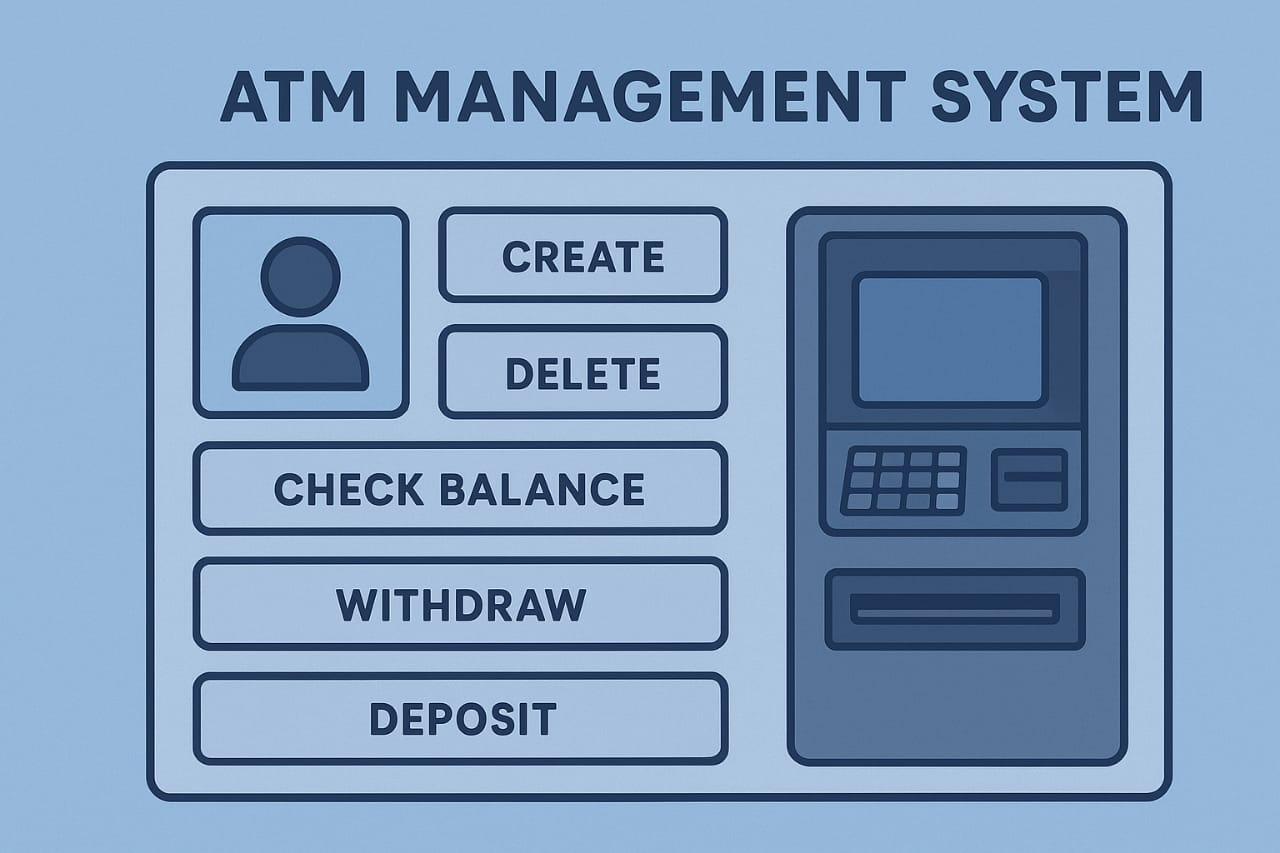 ATM MANAGEMENT SYSTEM
CREATE
DELETE
CHECK BALANCE
WITHDRAW
DEPOSIT